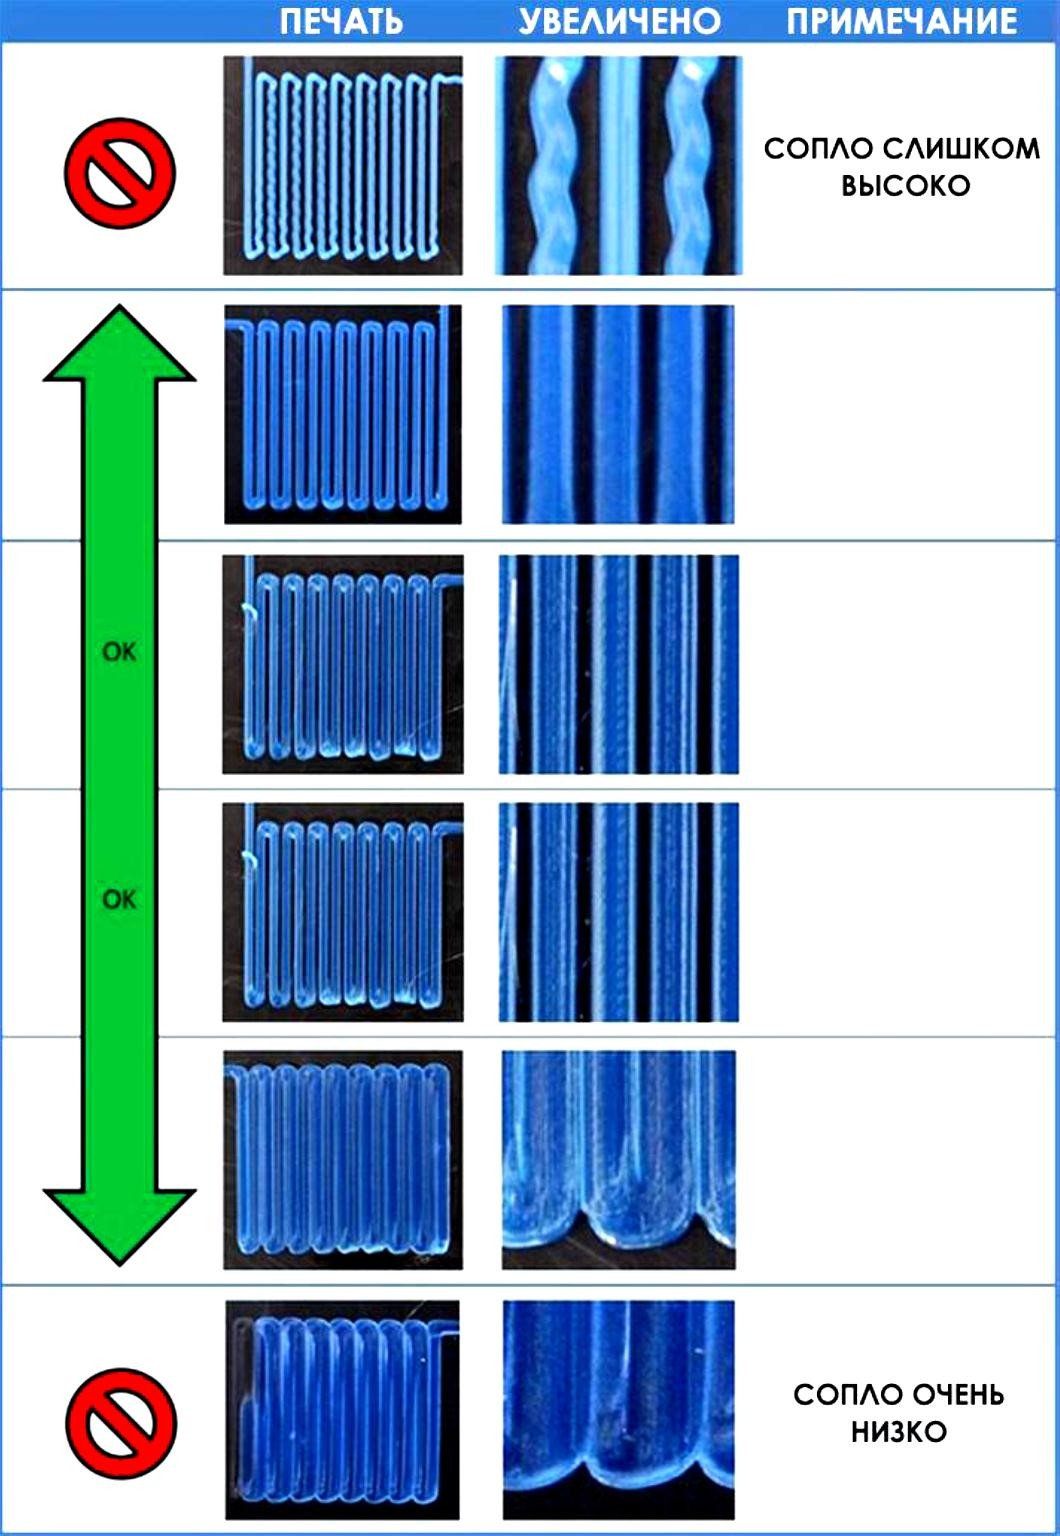 ПЕЧАТЬ УВЕЛИЧЕНО ПРИМЕЧАНИЕ
СОПЛО СЛИШКОМ
ВЫСОКО
OK
OK
СОПЛО ОЧЕНЬ
НИЗКО